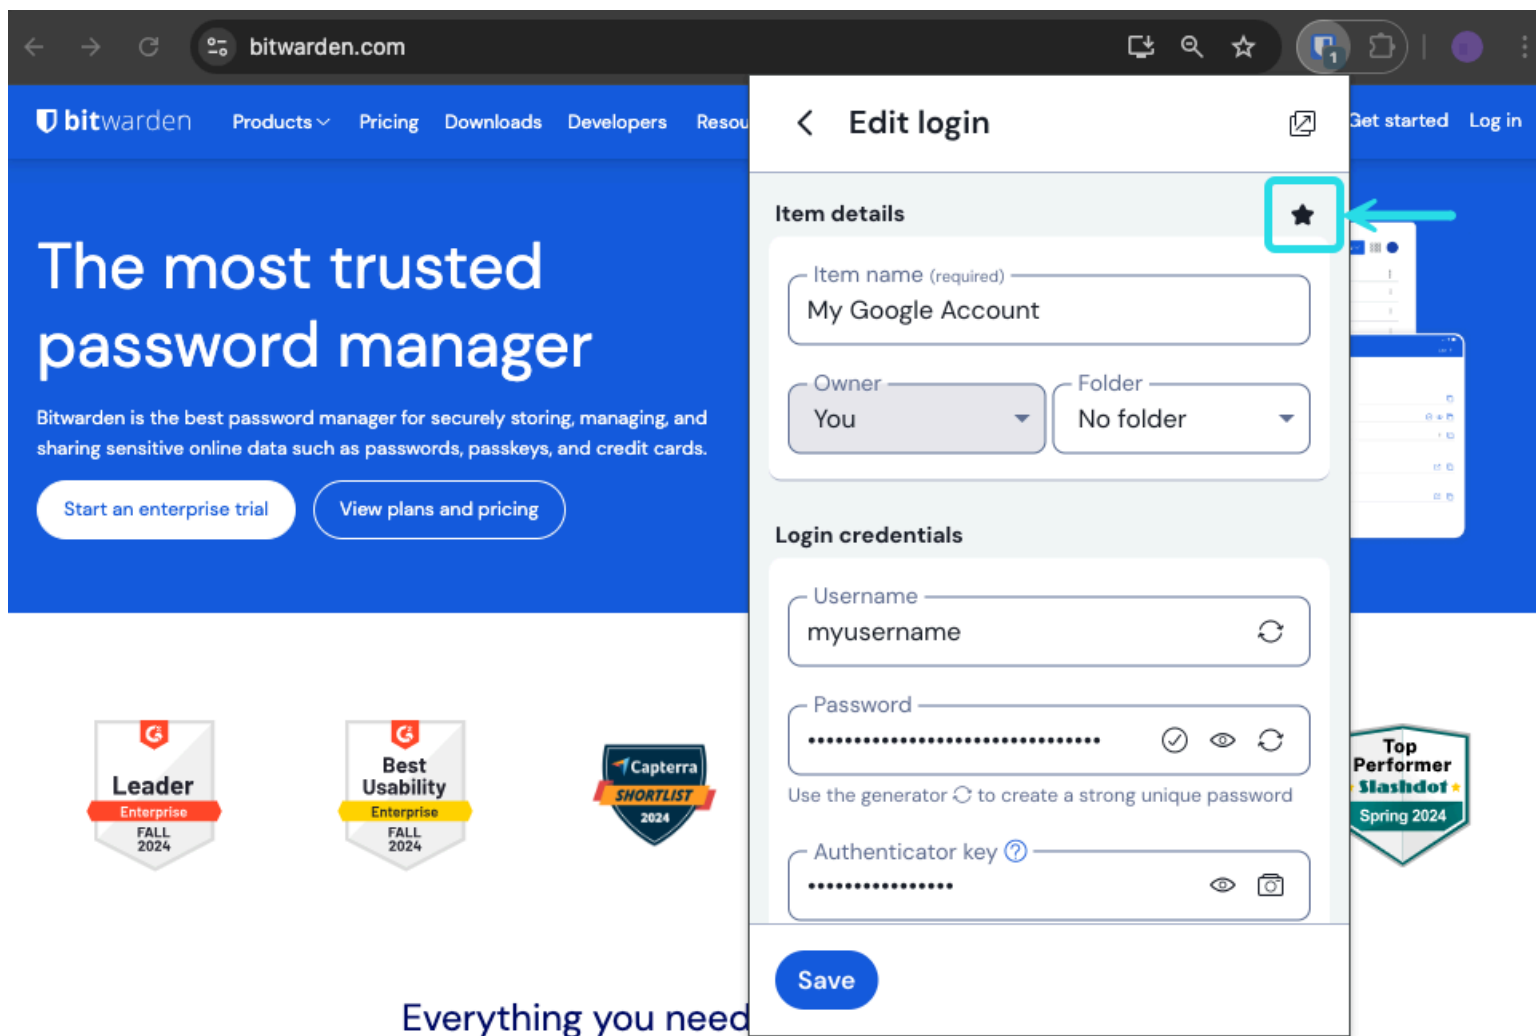 bitwarden.com
1
bitwarden
Products
Pricing
Downloads
Developers
Get started
Log in
The most trusted
password manager
Bitwarden is the best password manager for securely storing, managing, and
sharing sensitive online data such as passwords, passkeys, and credit cards.
Start an enterprise trial
View plans and pricing
Leader
Enterprise
FALL
2024
Best
Usability
Enterprise
FALL
2024
Capterra
SHORTLIST
2024
Top
Performer
Slashdot
Spring 2024
Everything you need
Edit login
Item details
Item name (required)
My Google Account
Owner
You
Folder
No folder
Login credentials
Username
myusername
Password
Use the generator to create a strong unique password
Authenticator key
Save